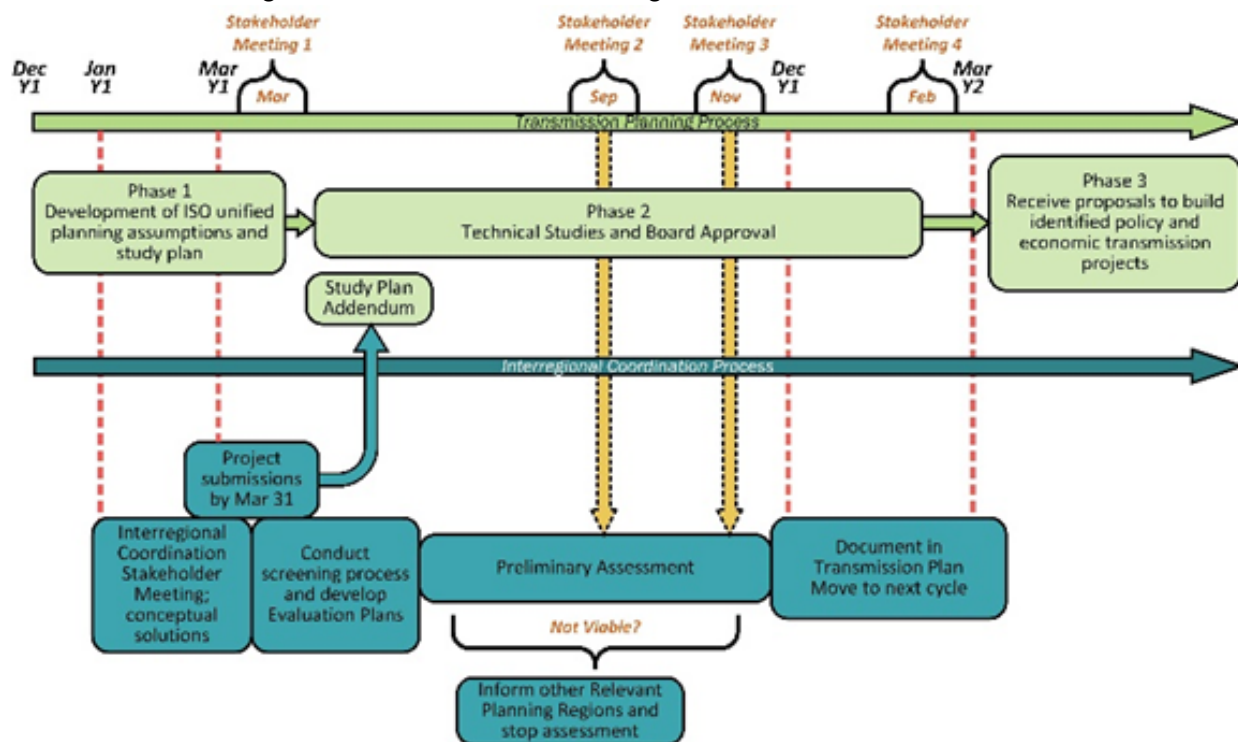 Stakeholder
Meeting 1
Stakeholder
Meeting 2
Stakeholder
Meeting 3
Stakeholder
Meeting 4
Dec
Y1
Jan
Y1
Mar
Y1
Mar
Sep
Nov
Dec
Y1
Feb
Mar
Y2
Transmission Planning Process
Phase 1
Development of ISO unified
planning assumptions and
study plan
Phase 2
Technical Studies and Board Approval
Phase 3
Receive proposals to build
identified policy and
economic transmission
projects
Study Plan
Addendum
Interregional Coordination Process
Project
submissions
by Mar 31
Interregional
Coordination
Stakeholder
Meeting;
conceptual
solutions
Conduct
screening process
and develop
Evaluation Plans
Preliminary Assessment
Document in
Transmission Plan
Move to next cycle
Not Viable?
Inform other Relevant
Planning Regions and
stop assessment